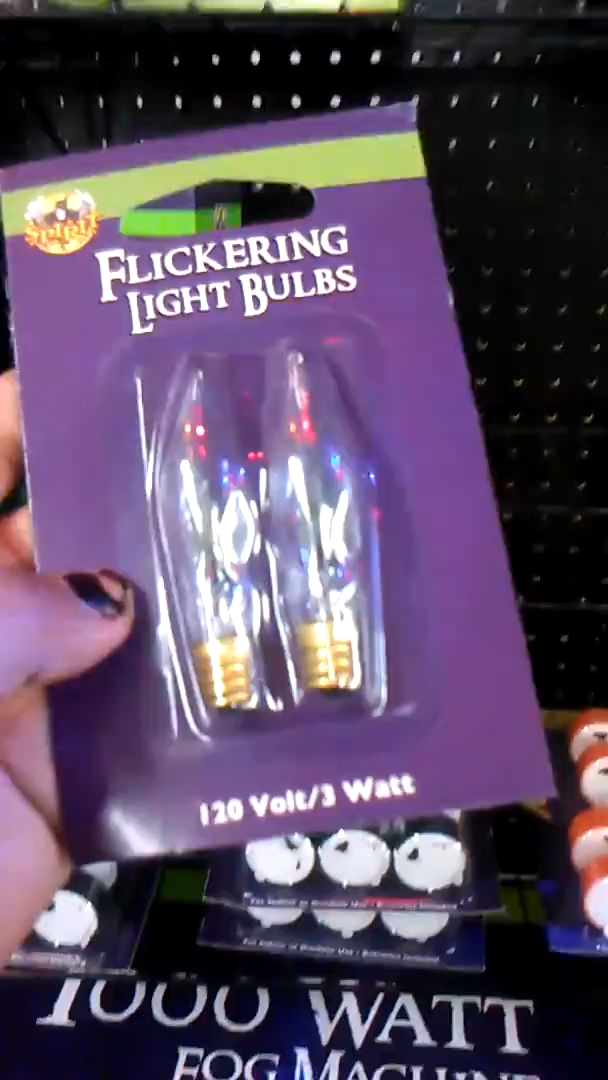 Spirit
FLICKERING
LIGHT BULBS
120 Volt/3 Watt
1000 WATT
FOG MACHINE